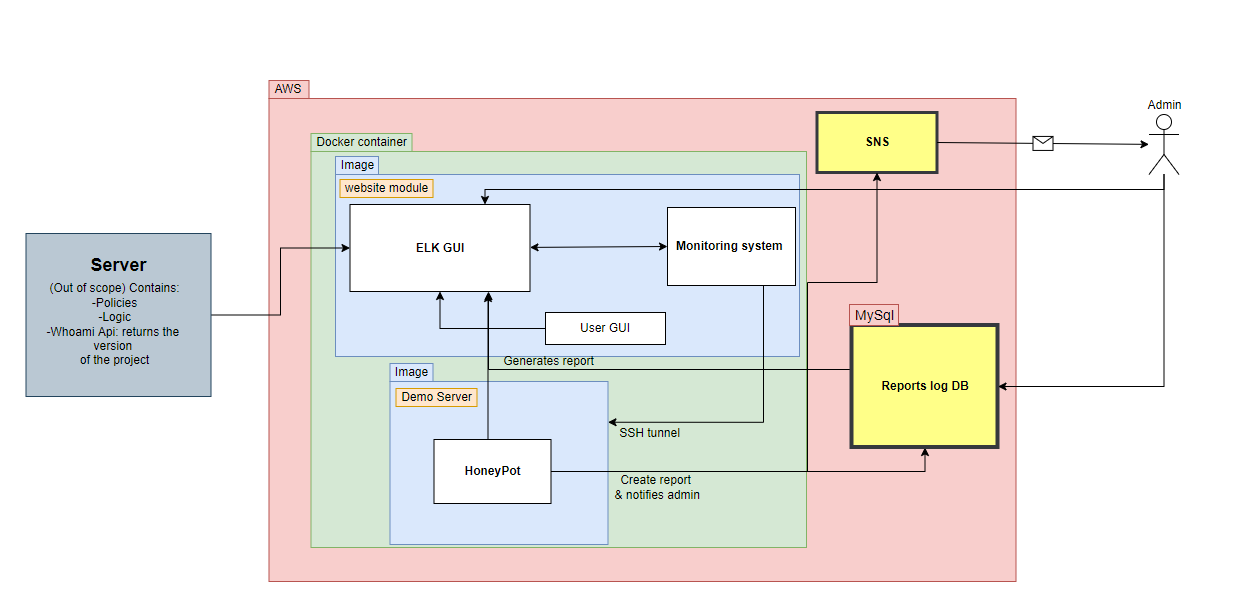 AWS
Admin
Docker container
SNS
Image
website module
ELK GUI
Monitoring system
Server
(Out of scope) Contains:
-Policies
-Logic
-Whoami Api: returns the
version
of the project
MySql
User GUI
Generates report
Image
Reports log DB
Demo Server
SSH tunnel
HoneyPot
Create report
& notifies admin